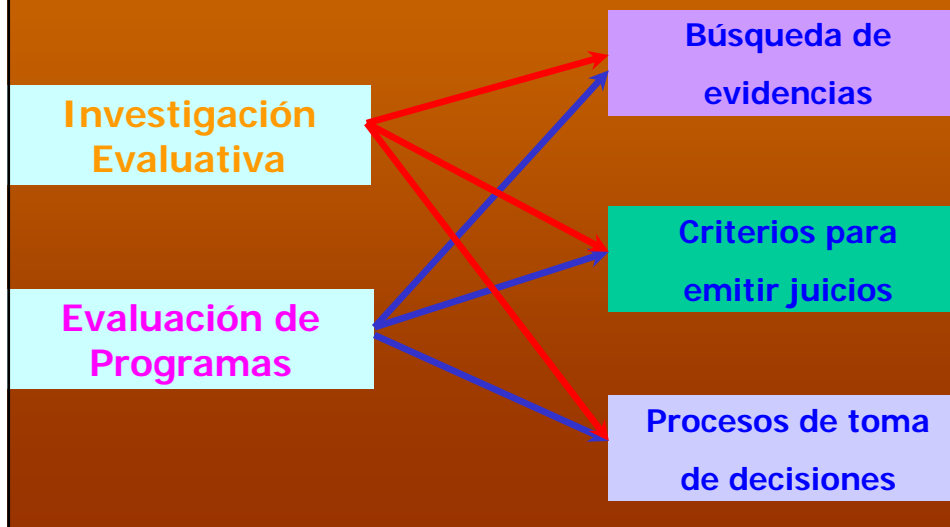 Investigación
Evaluativa
Evaluación de
Programas
Búsqueda de
evidencias
Criterios para
emitir juicios
Procesos de toma
de decisiones